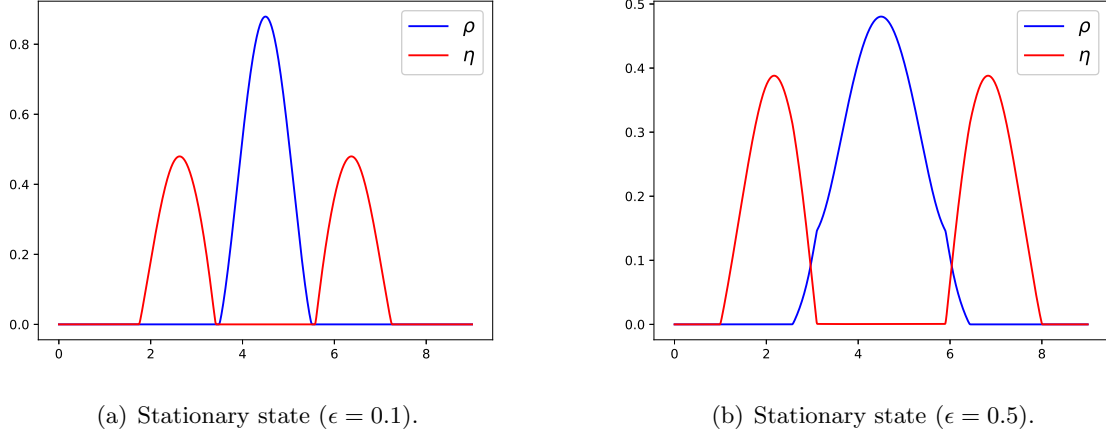 0.8
0.6
0.4
0.2
0.0
0 2 4 6 8
ρ
η
0.5
0.4
0.3
0.2
0.1
0.0
0 2 4 6 8
ρ
η
(a) Stationary state (ϵ = 0.1).
(b) Stationary state (ϵ = 0.5).